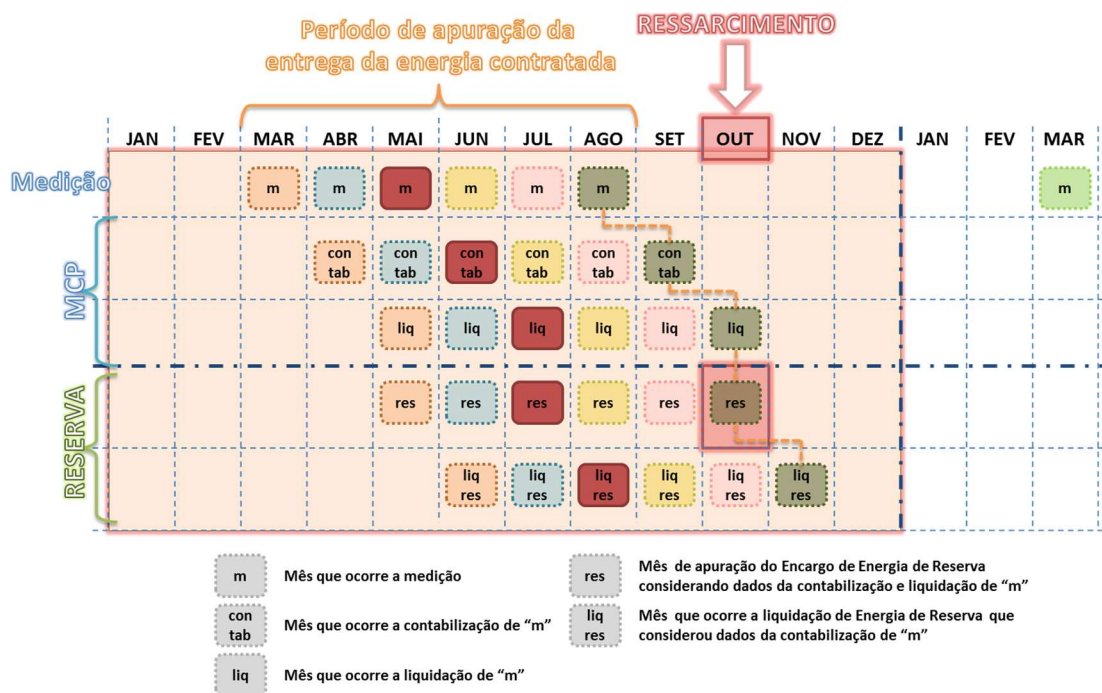 Período de apuração da
entrega da energia contratada
RESSARCIMENTO
JAN FEV MAR ABR MAI JUN JUL AGO SET OUT NOV DEZ JAN FEV MAR
Medição
m m m m m m m
MCP
con tab con tab con tab con tab con tab con tab
liq liq liq liq liq liq
RESERVA
res res res res res res
liq res liq res liq res liq res liq res liq res
m Mês que ocorre a medição
con tab Mês que ocorre a contabilização de “m”
liq Mês que ocorre a liquidação de “m”
res Mês de apuração do Encargo de Energia de Reserva
considerando dados da contabilização e liquidação de “m”
liq res Mês que ocorre a liquidação de Energia de Reserva que
considerou dados da contabilização de “m”